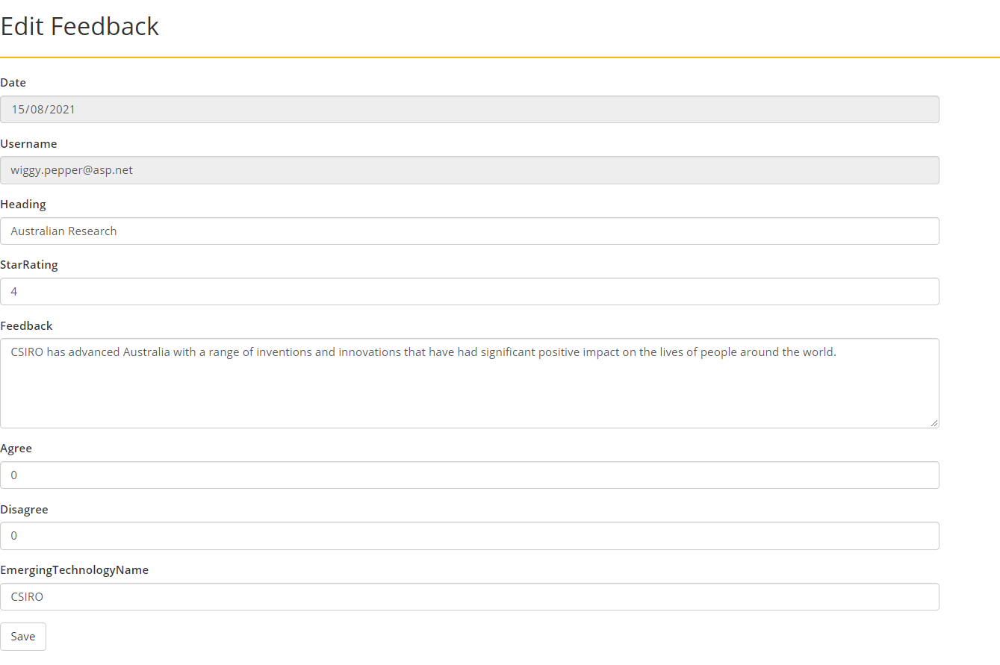 Edit Feedback
Date
15/08/2021
Username
wiggy.pepper@asp.net
Heading
Australian Research
StarRating
4
Feedback
CSIRO has advanced Australia with a range of inventions and innovations that have had significant positive impact on the lives of people around the world.
Agree
0
Disagree
0
EmergingTechnologyName
CSIRO
Save